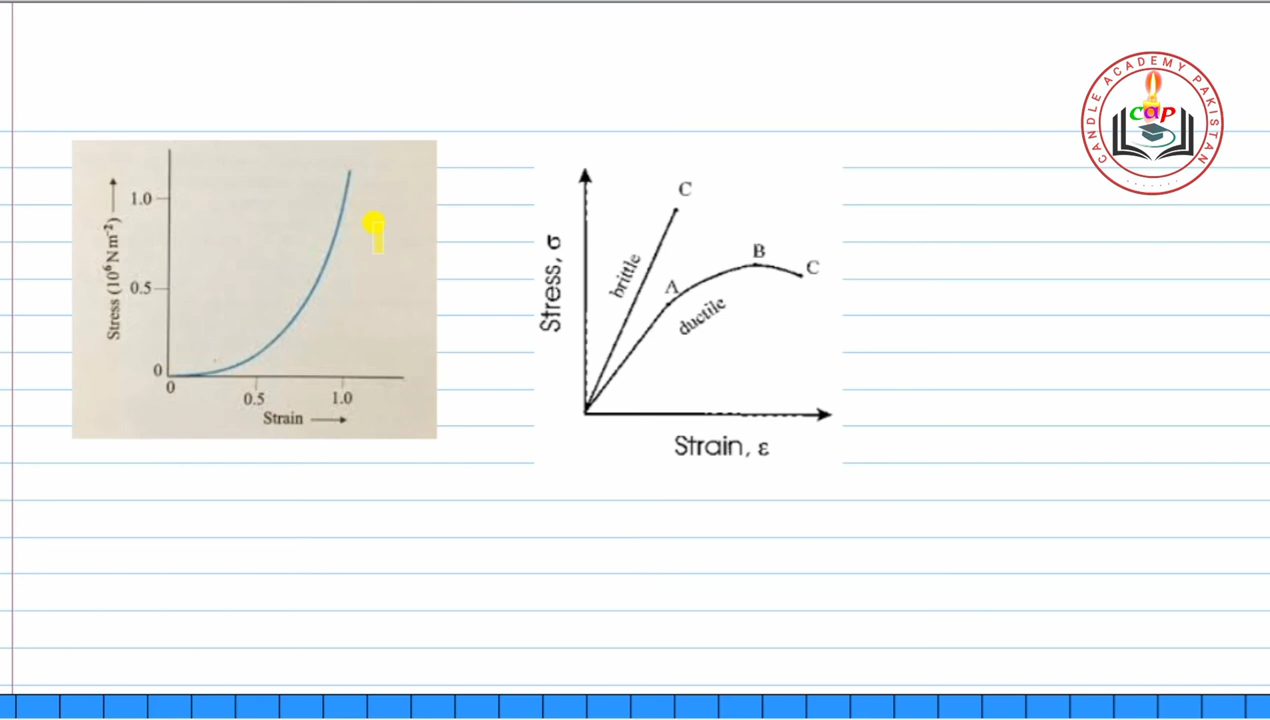 CANDLE ACADEMY PAKISTAN
cap
Stress (10⁶ N m⁻²)
1.0
0.5
0
0
0.5
1.0
Strain
Stress, σ
C
brittle
A
B
C
ductile
Strain, ε